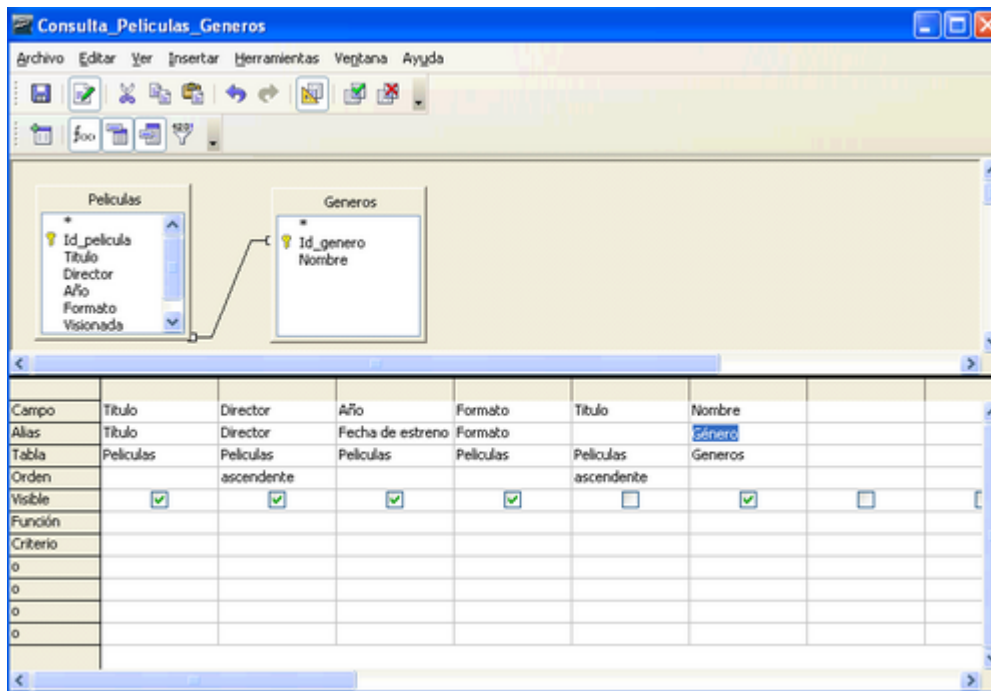 Consulta_Peliculas_Generos
Archivo Editar Ver Insertar Herramientas Ventana Ayuda
Peliculas
*
Id_pelicula
Titulo
Director
Año
Formato
Visionada
Generos
*
Id_genero
Nombre
Campo Titulo Director Año Formato Titulo Nombre
Alias Título Director Fecha de estreno Formato Género
Tabla Peliculas Peliculas Peliculas Peliculas Peliculas Generos
Orden ascendente ascendente
Visible
Función
Criterio
o
o
o
o